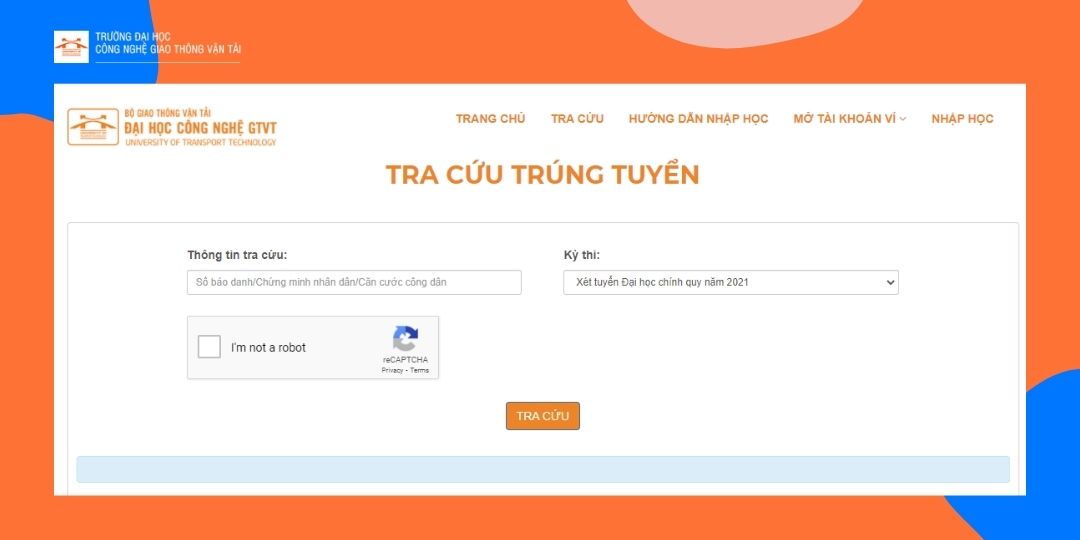 TRƯỜNG ĐẠI HỌC
CÔNG NGHỆ GIAO THÔNG VẬN TẢI
BỘ GIAO THÔNG VẬN TẢI
ĐẠI HỌC CÔNG NGHỆ GTVT
UNIVERSITY OF TRANSPORT TECHNOLOGY
TRANG CHỦ TRA CỨU HƯỚNG DẪN NHẬP HỌC MỞ TÀI KHOẢN VÍ NHẬP HỌC
TRA CỨU TRÚNG TUYỂN
Thông tin tra cứu: Kỳ thi:
Số báo danh/Chứng minh nhân dân/Căn cước công dân Xét tuyển Đại học chính quy năm 2021
I'm not a robot
reCAPTCHA
Privacy - Terms
TRA CỨU